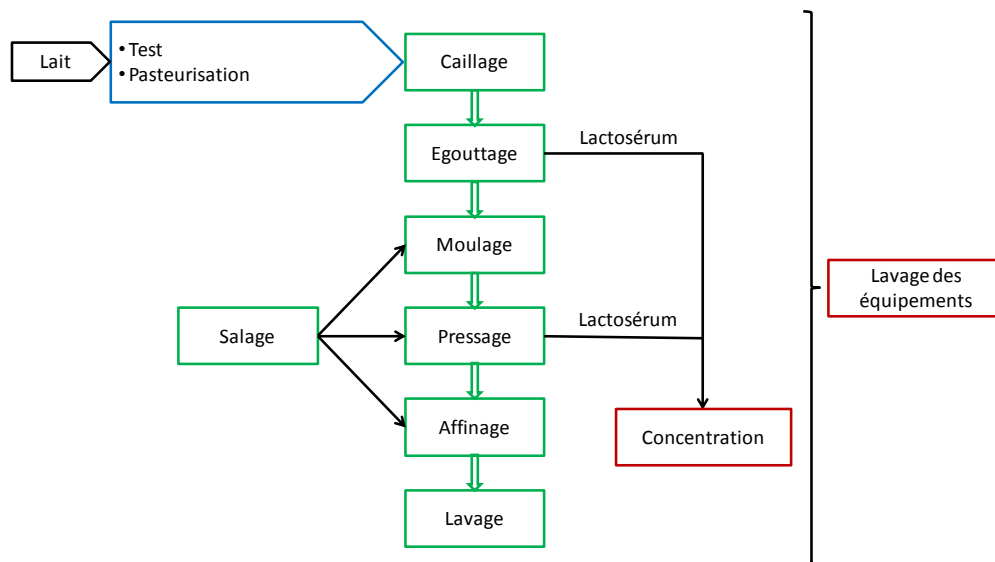 Lait
• Test
• Pasteurisation
Caillage
Egouttage
Lactosérum
Moulage
Lavage des
équipements
Salage
Pressage
Lactosérum
Affinage
Concentration
Lavage